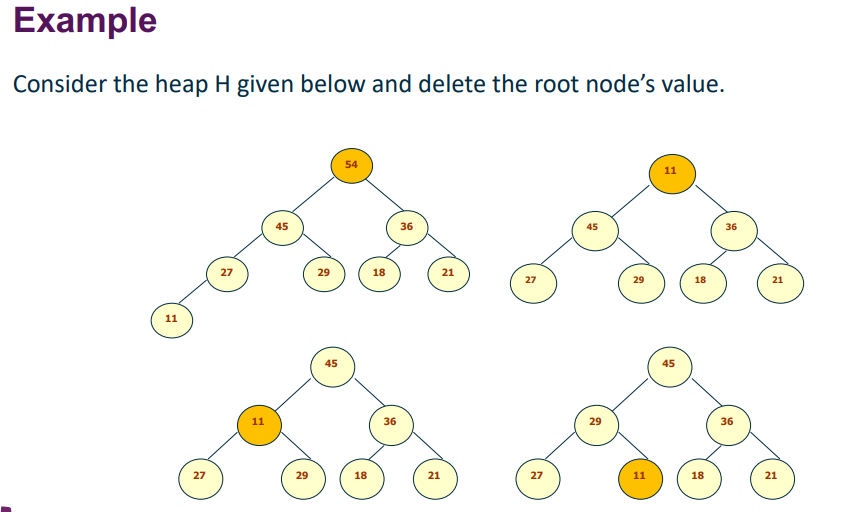 Example
Consider the heap H given below and delete the root node’s value.
54
45 36
27 29 18 21
11
11
45 36
27 29 18 21
45
11 36
27 29 18 21
45
29 36
27 11 18 21